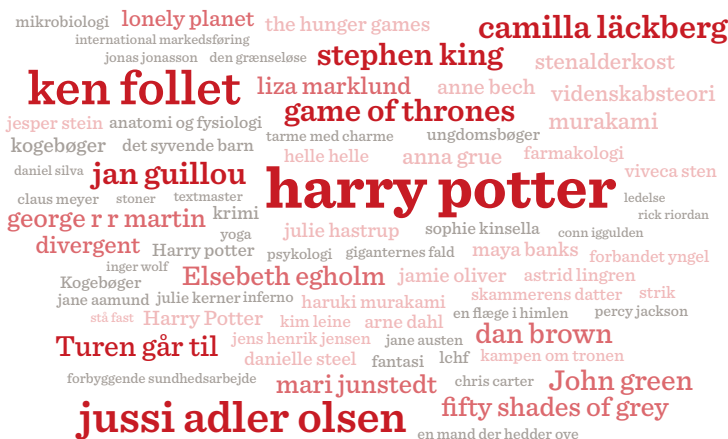 mikrobiologi lonely planet the hunger games camilla läckberg
international markedsføring
jonas jonasson den grænseløse stephen king stenalderkost
ken follet liza marklund anne bech videnskabsteori
game of thrones
jesper stein anatomi og fysiologi murakami
kogebøger det syvende barn tarme med charme ungdomsbøger
helle helle anna grue farmakologi
daniel silva jan guillou harry potter viveca sten
claus meyer stoner textmaster ledelse
george r r martin krimi rick riordan
yoga julie hastrup sophie kinsella conn iggulden
divergent Harry potter psykologi giganternes fald maya banks forbandet yngel
inger wolf
Kogebøger Elsebeth egholm jamie oliver astrid lingren
jane aamund julie kerner inferno haruki murakami skammerens datter strik
stå fast Harry Potter kim leine arne dahl en flæge i himlen percy jackson
Turen går til jens henrik jensen jane austen dan brown
danielle steel fantasi lchf kampen om tronen
forbyggende sundhedsarbejde mari junstedt chris carter John green
jussi adler olsen fifty shades of grey
en mand der hedder ove